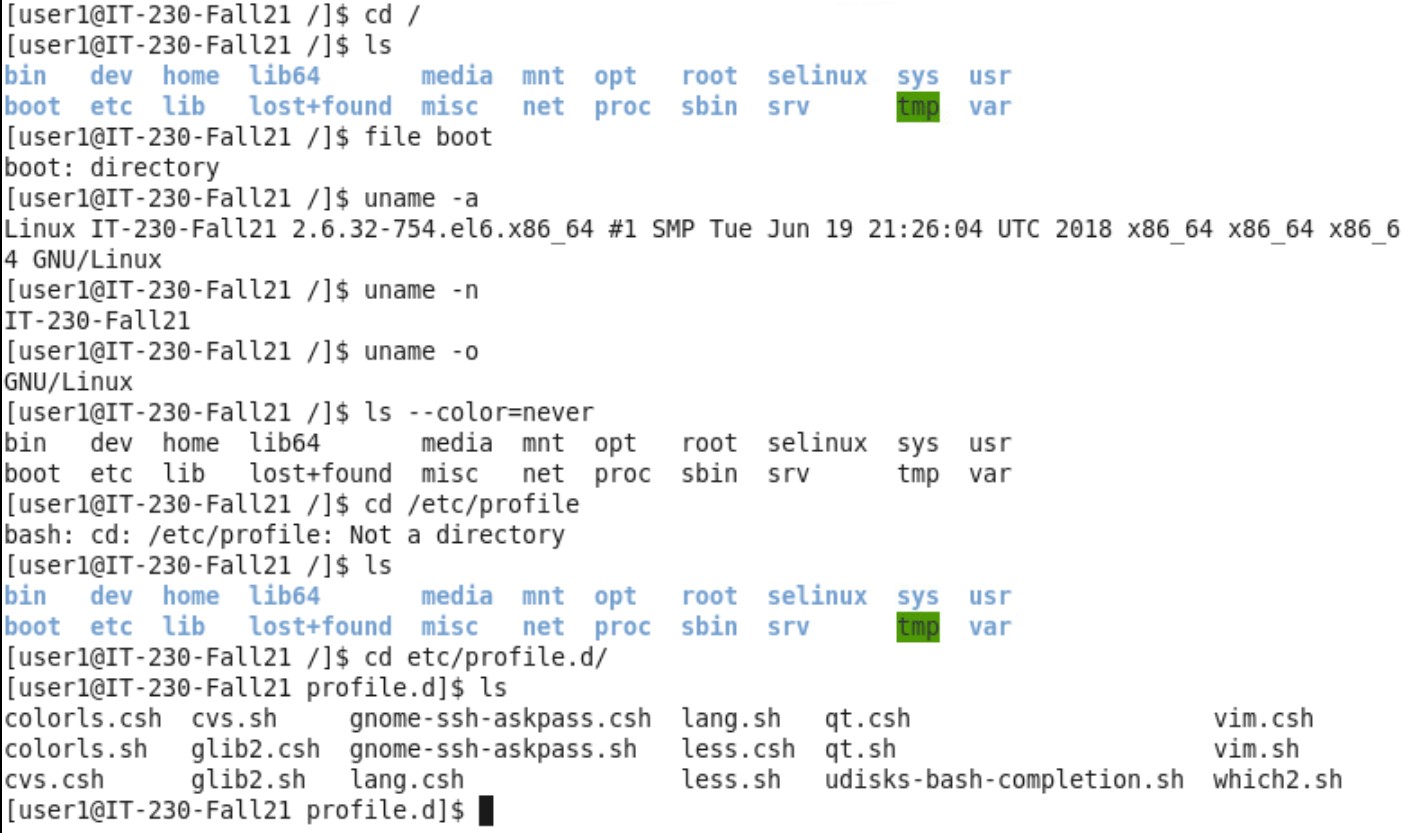 [user1@IT-230-Fall21 /]$ cd /
[user1@IT-230-Fall21 /]$ ls
bin   dev  home  lib64       media  mnt  opt   root  selinux  sys  usr
boot  etc  lib   lost+found  misc   net  proc  sbin  srv      tmp  var
[user1@IT-230-Fall21 /]$ file boot
boot: directory
[user1@IT-230-Fall21 /]$ uname -a
Linux IT-230-Fall21 2.6.32-754.el6.x86_64 #1 SMP Tue Jun 19 21:26:04 UTC 2018 x86_64 x86_64 x86_6
4 GNU/Linux
[user1@IT-230-Fall21 /]$ uname -n
IT-230-Fall21
[user1@IT-230-Fall21 /]$ uname -o
GNU/Linux
[user1@IT-230-Fall21 /]$ ls --color=never
bin   dev  home  lib64       media  mnt  opt   root  selinux  sys  usr
boot  etc  lib   lost+found  misc   net  proc  sbin  srv      tmp  var
[user1@IT-230-Fall21 /]$ cd /etc/profile
bash: cd: /etc/profile: Not a directory
[user1@IT-230-Fall21 /]$ ls
bin   dev  home  lib64       media  mnt  opt   root  selinux  sys  usr
boot  etc  lib   lost+found  misc   net  proc  sbin  srv      tmp  var
[user1@IT-230-Fall21 /]$ cd etc/profile.d/
[user1@IT-230-Fall21 profile.d]$ ls
colorls.csh  cvs.sh     gnome-ssh-askpass.csh  lang.sh   qt.csh                     vim.csh
colorls.sh   glib2.csh  gnome-ssh-askpass.sh   less.csh  qt.sh                      vim.sh
cvs.csh      glib2.sh   lang.csh               less.sh   udisks-bash-completion.sh  which2.sh
[user1@IT-230-Fall21 profile.d]$